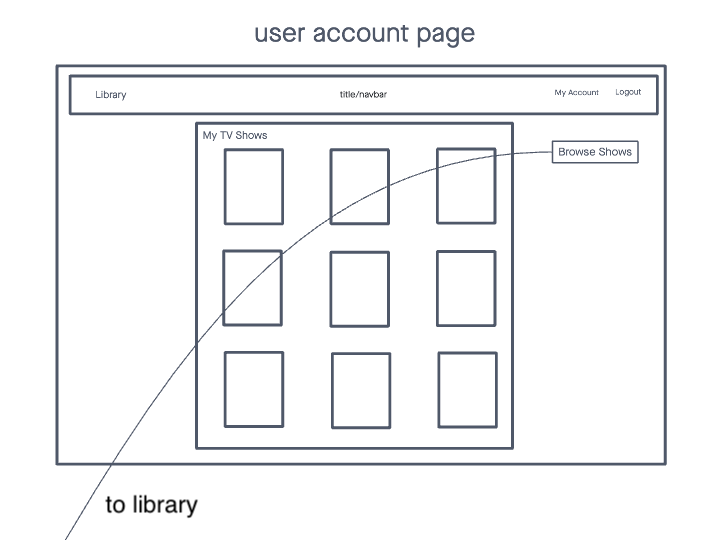 user account page
Library
title/navbar
My Account
Logout
My TV Shows
Browse Shows
to library